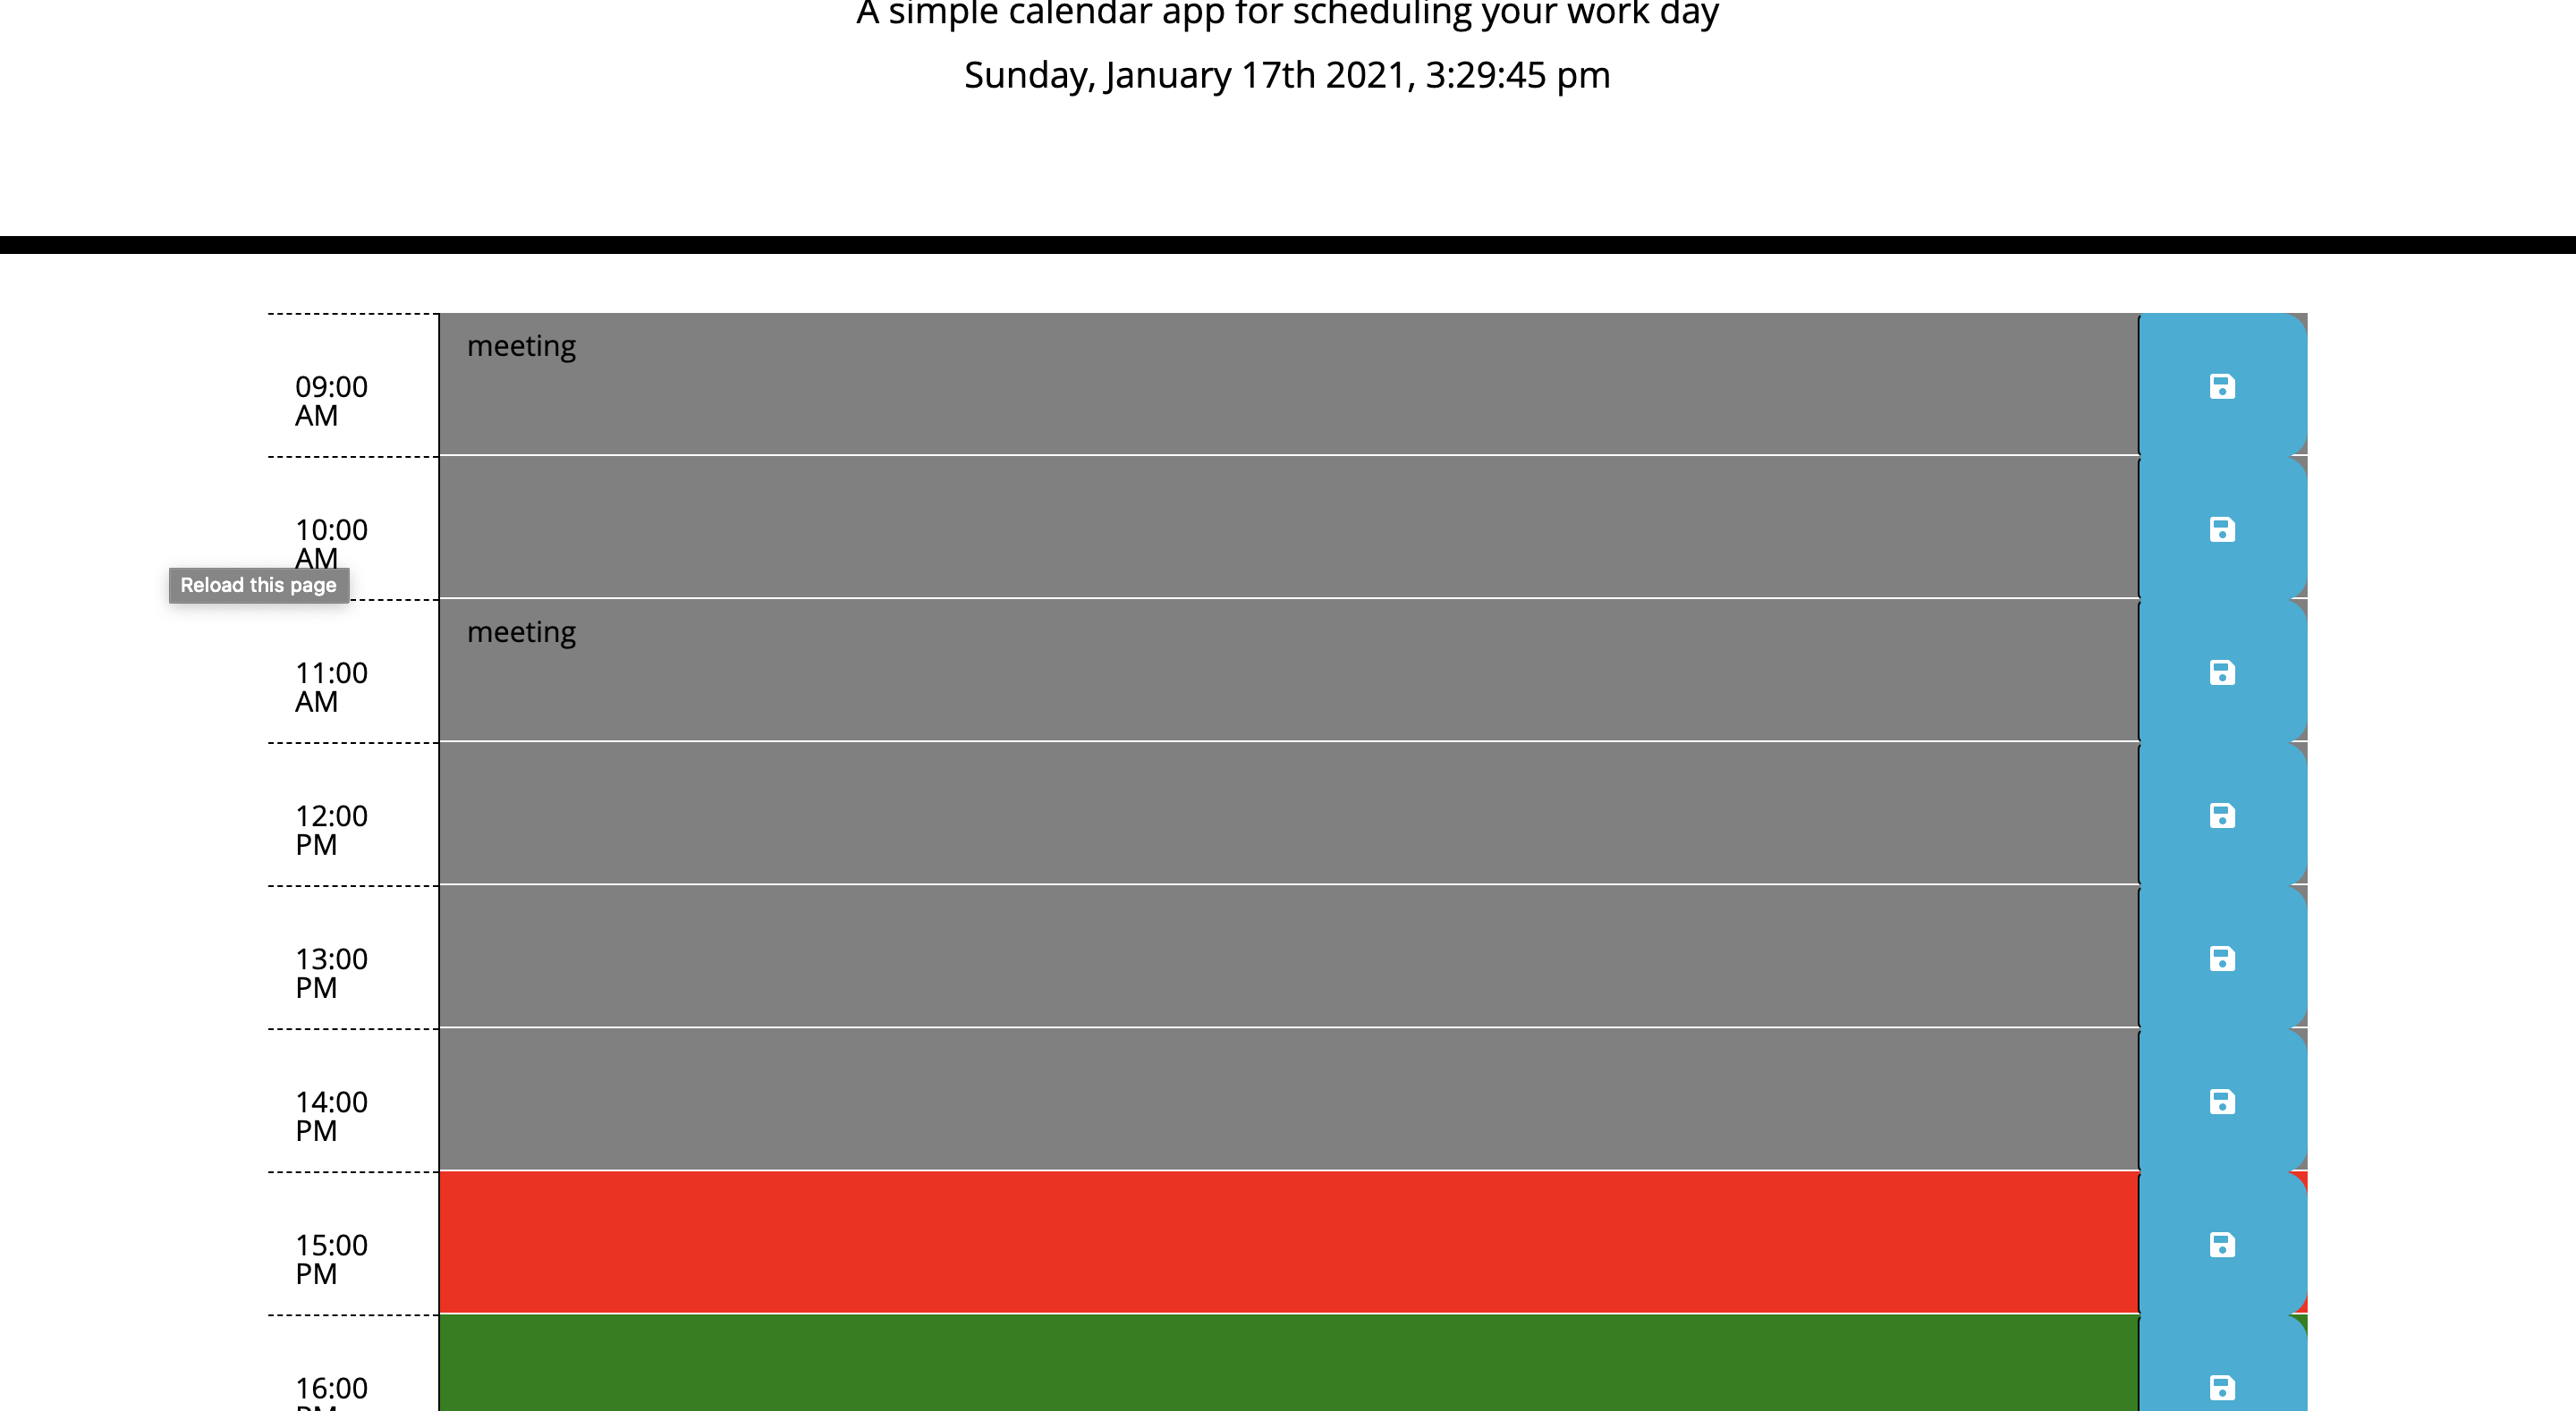 A simple calendar app for scheduling your work day
Sunday, January 17th 2021, 3:29:45 pm
meeting
09:00
AM
10:00
AM
Reload this page
meeting
11:00
AM
12:00
PM
13:00
PM
14:00
PM
15:00
PM
16:00
PM